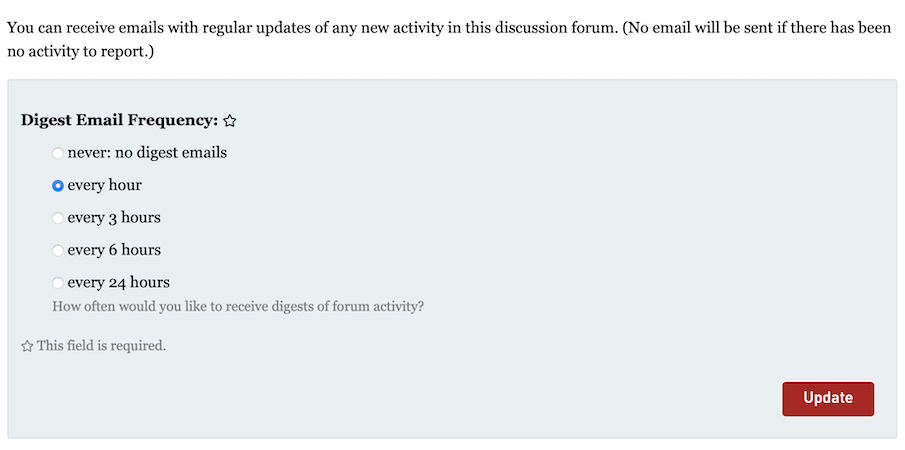 You can receive emails with regular updates of any new activity in this discussion forum. (No email will be sent if there has been
no activity to report.)
Digest Email Frequency: ☆
never: no digest emails
every hour
every 3 hours
every 6 hours
every 24 hours
How often would you like to receive digests of forum activity?
☆ This field is required.
Update